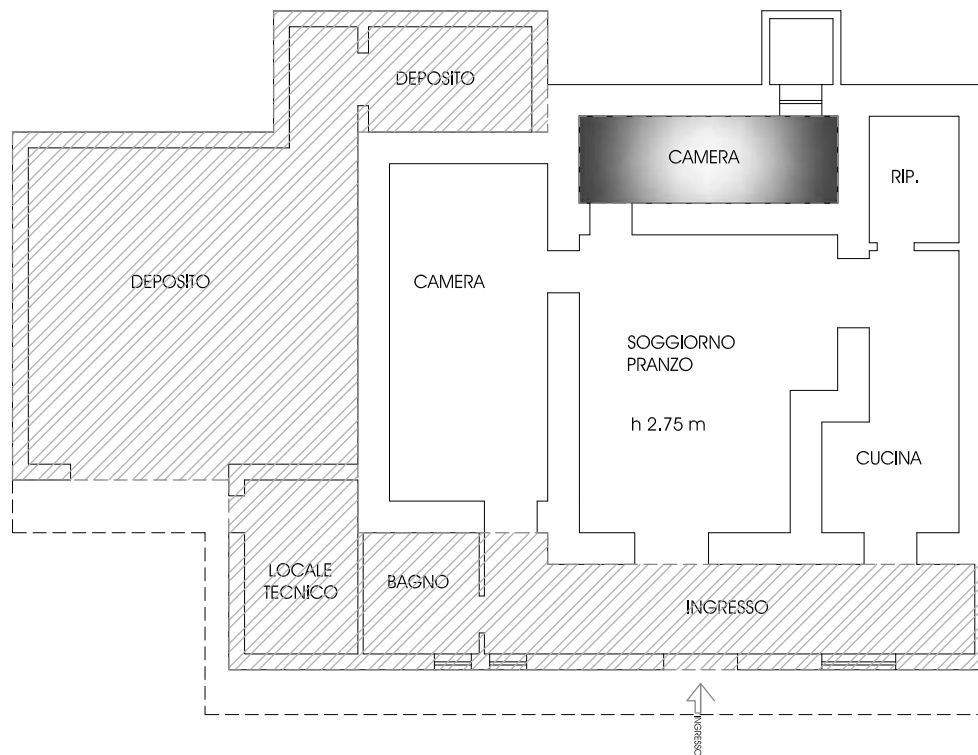 DEPOSITO
CAMERA
RIP.
DEPOSITO
CAMERA
SOGGIORNO
PRANZO
h 2.75 m
CUCINA
LOCALE
TECNICO
BAGNO
INGRESSO
INGRESSO